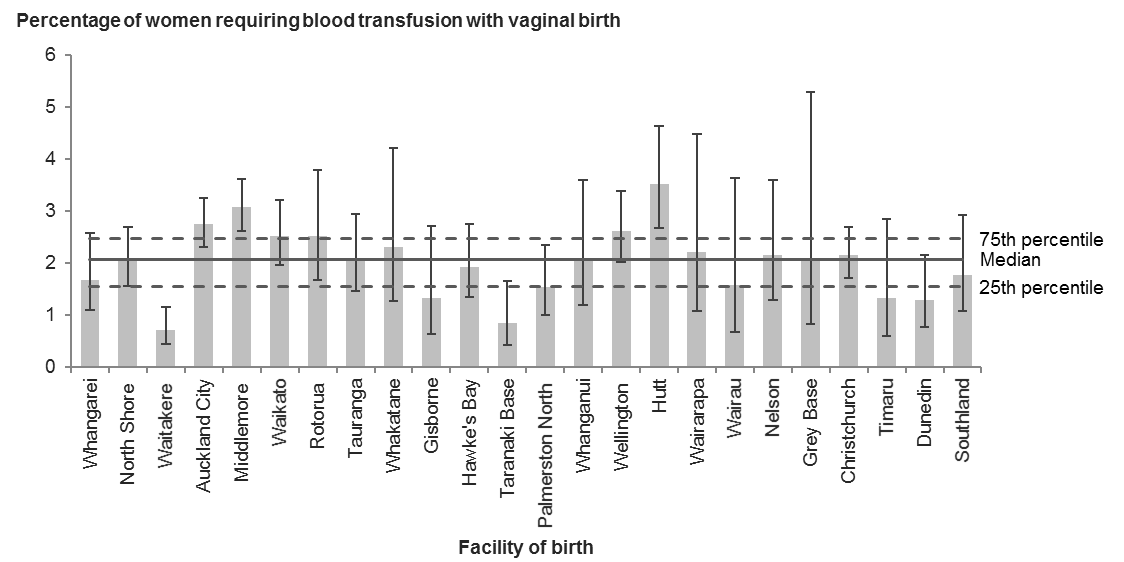 Percentage of women requiring blood transfusion with vaginal birth
6
5
4
3
2
1
0
75th percentile
Median
25th percentile
Whangarei
North Shore
Waitakere
Auckland City
Middlemore
Waikato
Rotorua
Tauranga
Whakatane
Gisborne
Hawke's Bay
Taranaki Base
Palmerston North
Whanganui
Wellington
Hutt
Wairarapa
Wairau
Nelson
Grey Base
Christchurch
Timaru
Dunedin
Southland
Facility of birth